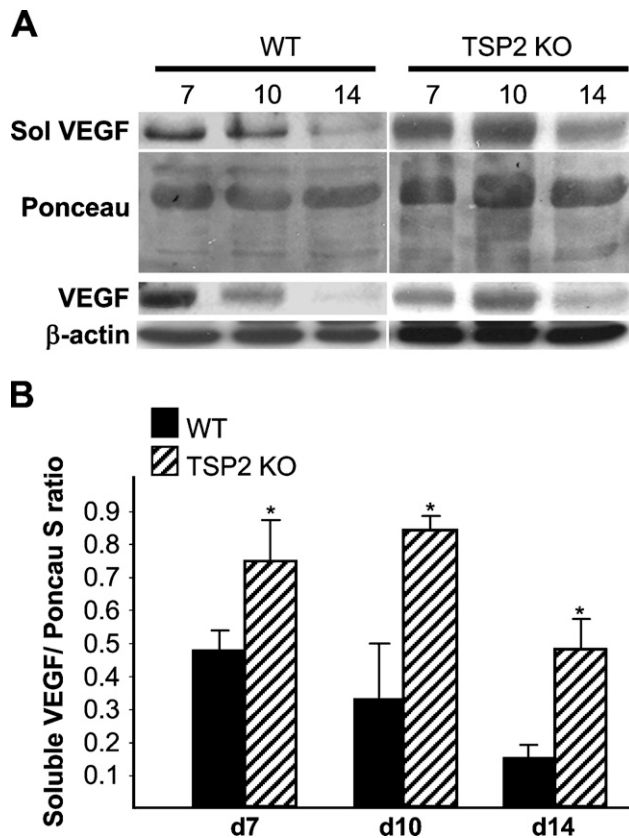 A
WT TSP2 KO
7 10 14 7 10 14
Sol VEGF
Ponceau
VEGF
β-actin
B
WT
TSP2 KO
Soluble VEGF/ Poncau S ratio
0.9
0.8
0.7
0.6
0.5
0.4
0.3
0.2
0.1
*
*
*
d7 d10 d14